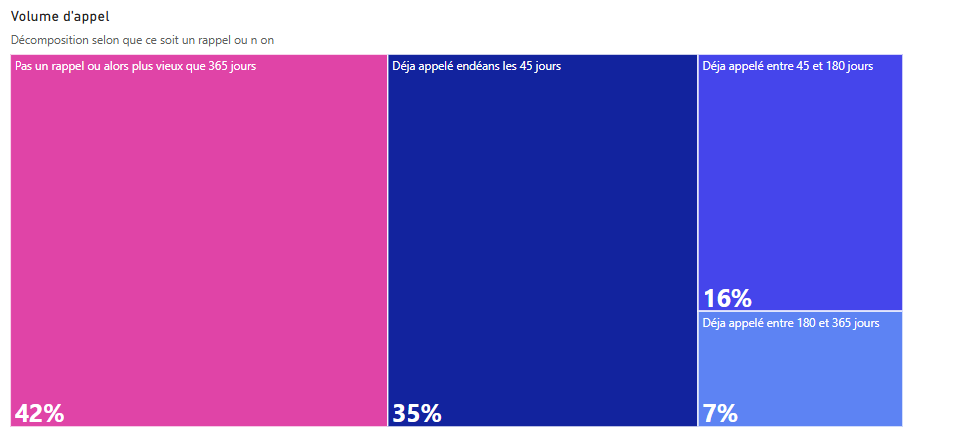 Volume d'appel
Décomposition selon que ce soit un rappel ou n on
Pas un rappel ou alors plus vieux que 365 jours
42%
Déja appelé endéans les 45 jours
35%
Déja appelé entre 45 et 180 jours
16%
Déja appelé entre 180 et 365 jours
7%